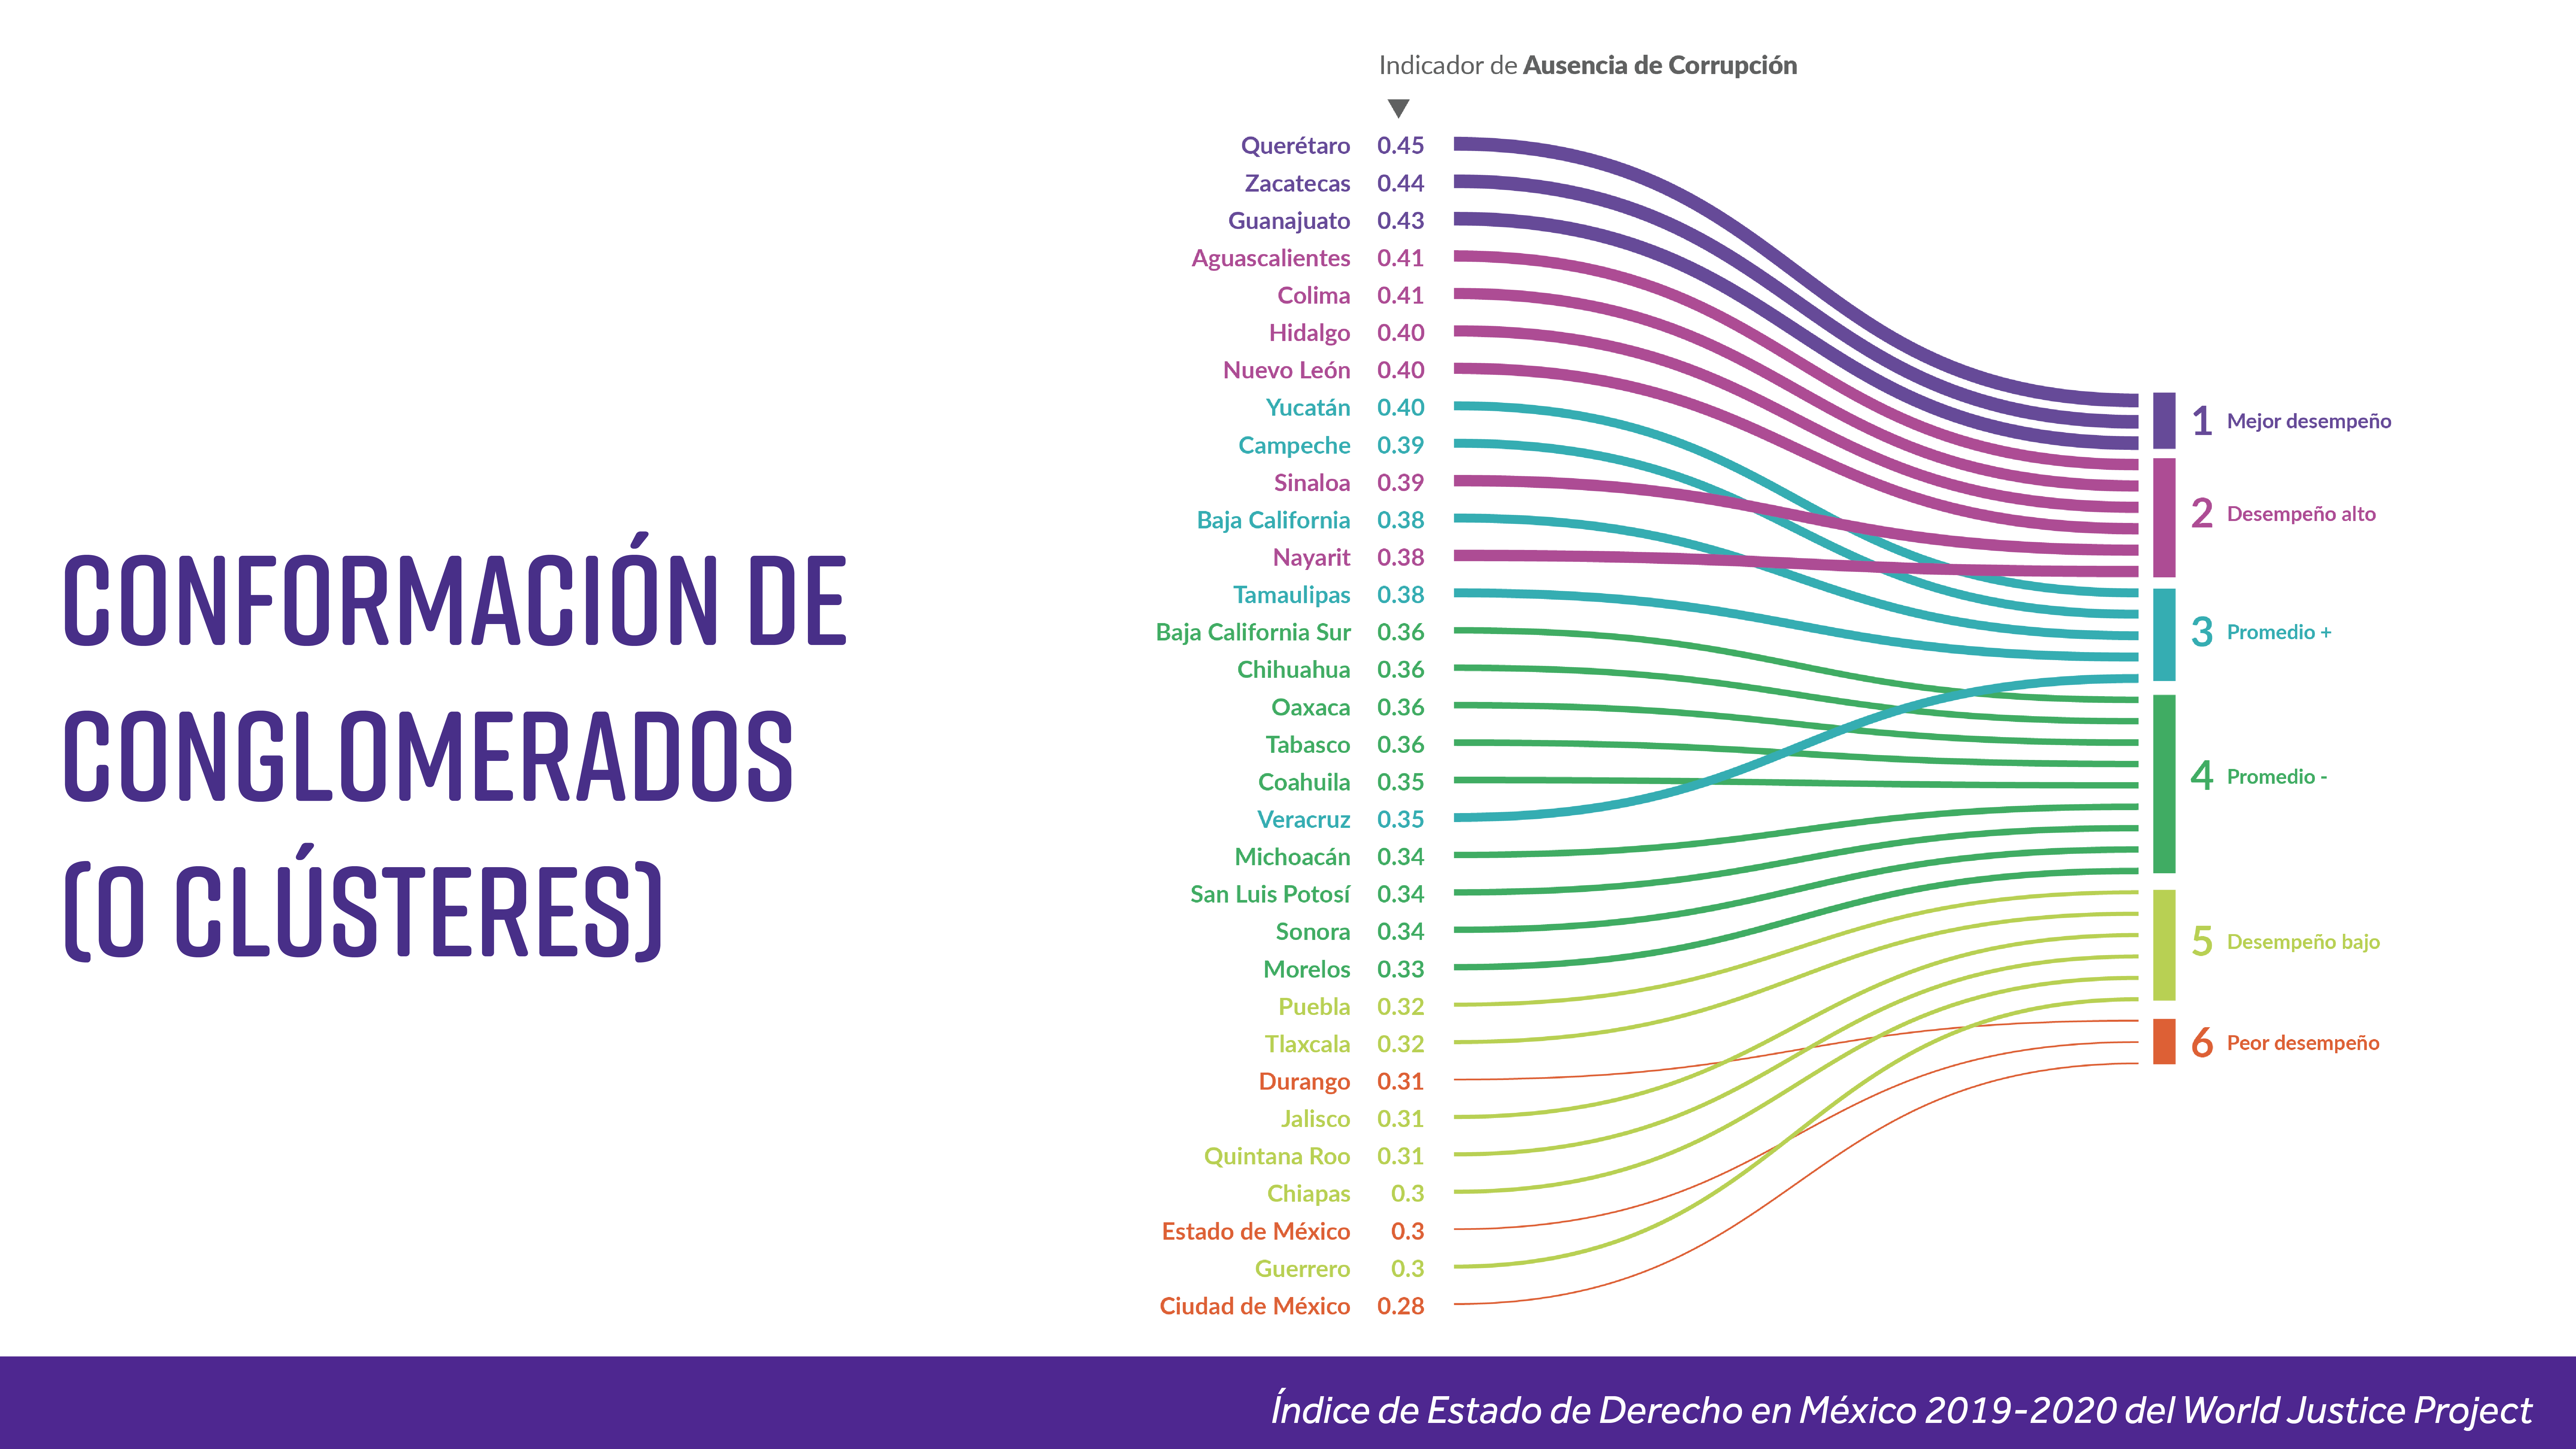 CONFORMACIÓN DE
CONGLOMERADOS
(O CLÚSTERES)
Indicador de Ausencia de Corrupción
Querétaro 0.45
Zacatecas 0.44
Guanajuato 0.43
Aguascalientes 0.41
Colima 0.41
Hidalgo 0.40
Nuevo León 0.40
Yucatán 0.40
Campeche 0.39
Sinaloa 0.39
Baja California 0.38
Nayarit 0.38
Tamaulipas 0.38
Baja California Sur 0.36
Chihuahua 0.36
Oaxaca 0.36
Tabasco 0.36
Coahuila 0.35
Veracruz 0.35
Michoacán 0.34
San Luis Potosí 0.34
Sonora 0.34
Morelos 0.33
Puebla 0.32
Tlaxcala 0.32
Durango 0.31
Jalisco 0.31
Quintana Roo 0.31
Chiapas 0.3
Estado de México 0.3
Guerrero 0.3
Ciudad de México 0.28
1 Mejor desempeño
2 Desempeño alto
3 Promedio +
4 Promedio -
5 Desempeño bajo
6 Peor desempeño
Índice de Estado de Derecho en México 2019-2020 del World Justice Project